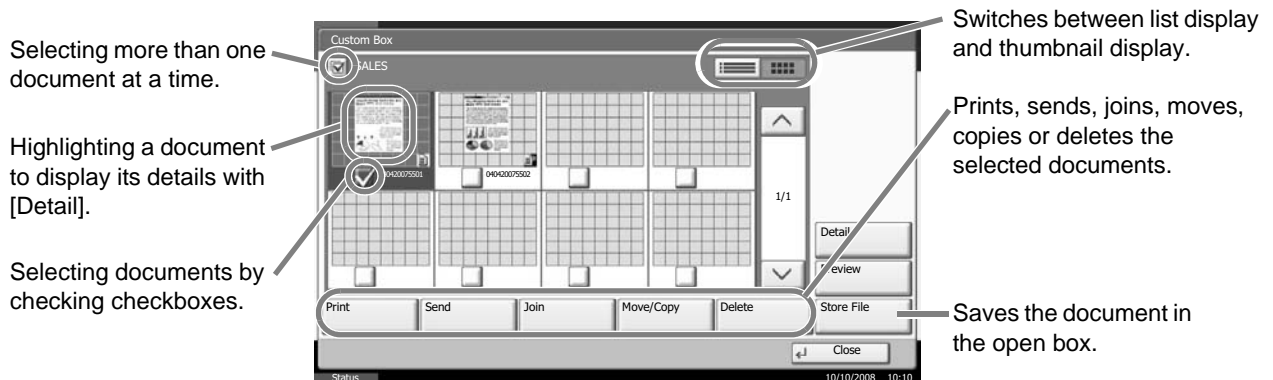 Selecting more than one
document at a time.
Highlighting a document
to display its details with
[Detail].
Selecting documents by
checking checkboxes.
Custom Box
SALES
040420075501
040420075502
1/1
Detail
Preview
Print
Send
Join
Move/Copy
Delete
Store File
Close
Status
10/10/2008 10:10
Switches between list display
and thumbnail display.
Prints, sends, joins, moves,
copies or deletes the
selected documents.
Saves the document in
the open box.